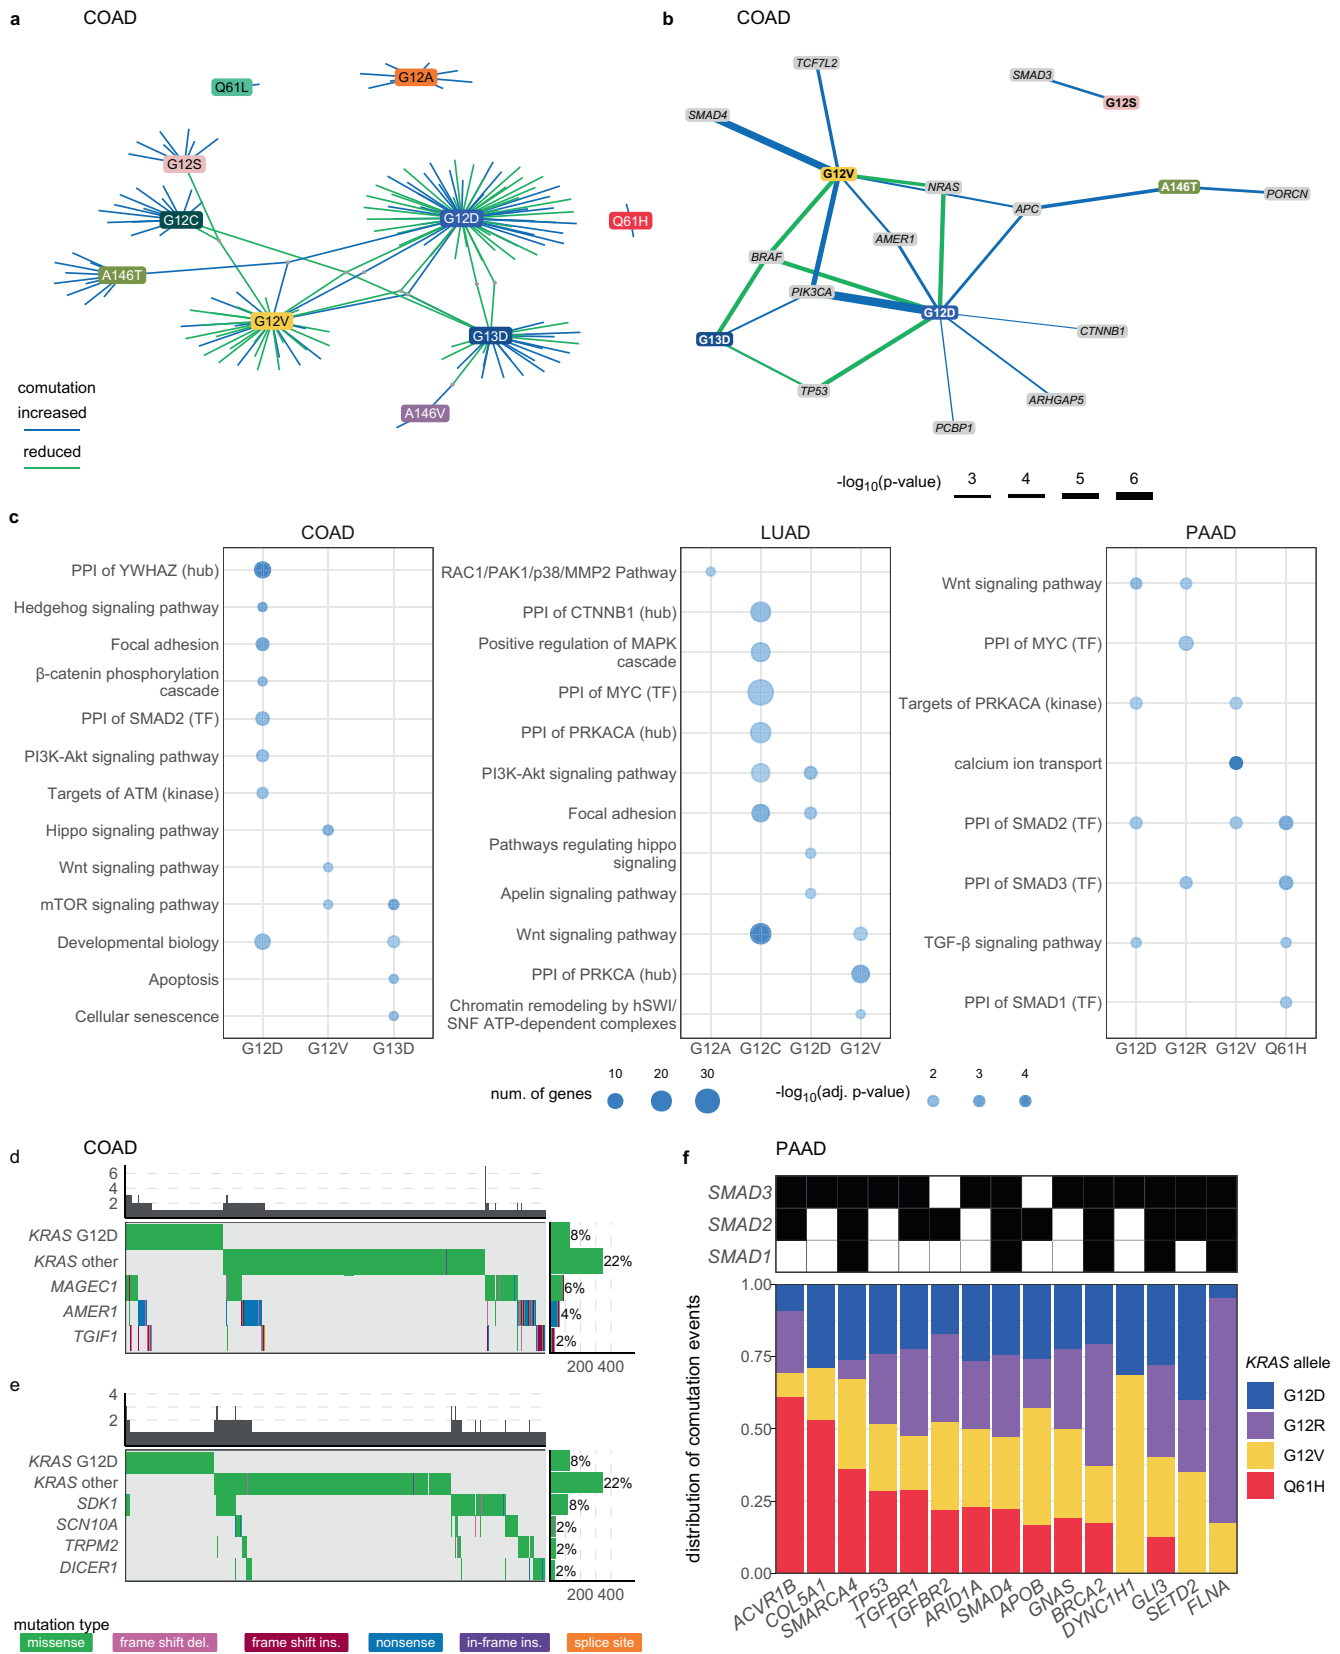 a COAD
Q61L
G12A
G12S
G12C
G12D
Q61H
A146T
G12V
G13D
A146V
comutation
increased
reduced
b COAD
TCF7L2
SMAD3
G12S
SMAD4
G12V
NRAS
A146T
PORCN
APC
AMER1
BRAF
PIK3CA
G12D
G13D
CTNNB1
TP53
ARHGAP5
PCBP1
-log10(p-value) 3 4 5 6
c
COAD
PPI of YWHAZ (hub)
Hedgehog signaling pathway
Focal adhesion
β-catenin phosphorylation
cascade
PPI of SMAD2 (TF)
PI3K-Akt signaling pathway
Targets of ATM (kinase)
Hippo signaling pathway
Wnt signaling pathway
mTOR signaling pathway
Developmental biology
Apoptosis
Cellular senescence
G12D G12V G13D
LUAD
RAC1/PAK1/p38/MMP2 Pathway
PPI of CTNNB1 (hub)
Positive regulation of MAPK
cascade
PPI of MYC (TF)
PPI of PRKACA (hub)
PI3K-Akt signaling pathway
Focal adhesion
Pathways regulating hippo
signaling
Apelin signaling pathway
Wnt signaling pathway
PPI of PRKCA (hub)
Chromatin remodeling by hSWI/
SNF ATP-dependent complexes
G12A G12C G12D G12V
PAAD
Wnt signaling pathway
PPI of MYC (TF)
Targets of PRKACA (kinase)
calcium ion transport
PPI of SMAD2 (TF)
PPI of SMAD3 (TF)
TGF-β signaling pathway
PPI of SMAD1 (TF)
G12D G12R G12V Q61H
num. of genes 10 20 30
-log10(adj. p-value) 2 3 4
d COAD
6
4
2
KRAS G12D 8%
KRAS other 22%
MAGEC1 6%
AMER1 4%
TGIF1 2%
200 400
e
4
2
KRAS G12D 8%
KRAS other 22%
SDK1 8%
SCN10A 2%
TRPM2 2%
DICER1 2%
200 400
mutation type
missense frame shift del. frame shift ins. nonsense in-frame ins. splice site
f PAAD
SMAD3
SMAD2
SMAD1
distribution of comutation events
1.00
0.75
0.50
0.25
0.00
ACVR1B COL5A1 SMARCA4 TP53 TGFBR1 TGFBR2 ARID1A SMAD4 APOB GNAS BRCA2 DYNC1H1 GLI3 SETD2 FLNA
KRAS allele
G12D
G12R
G12V
Q61H